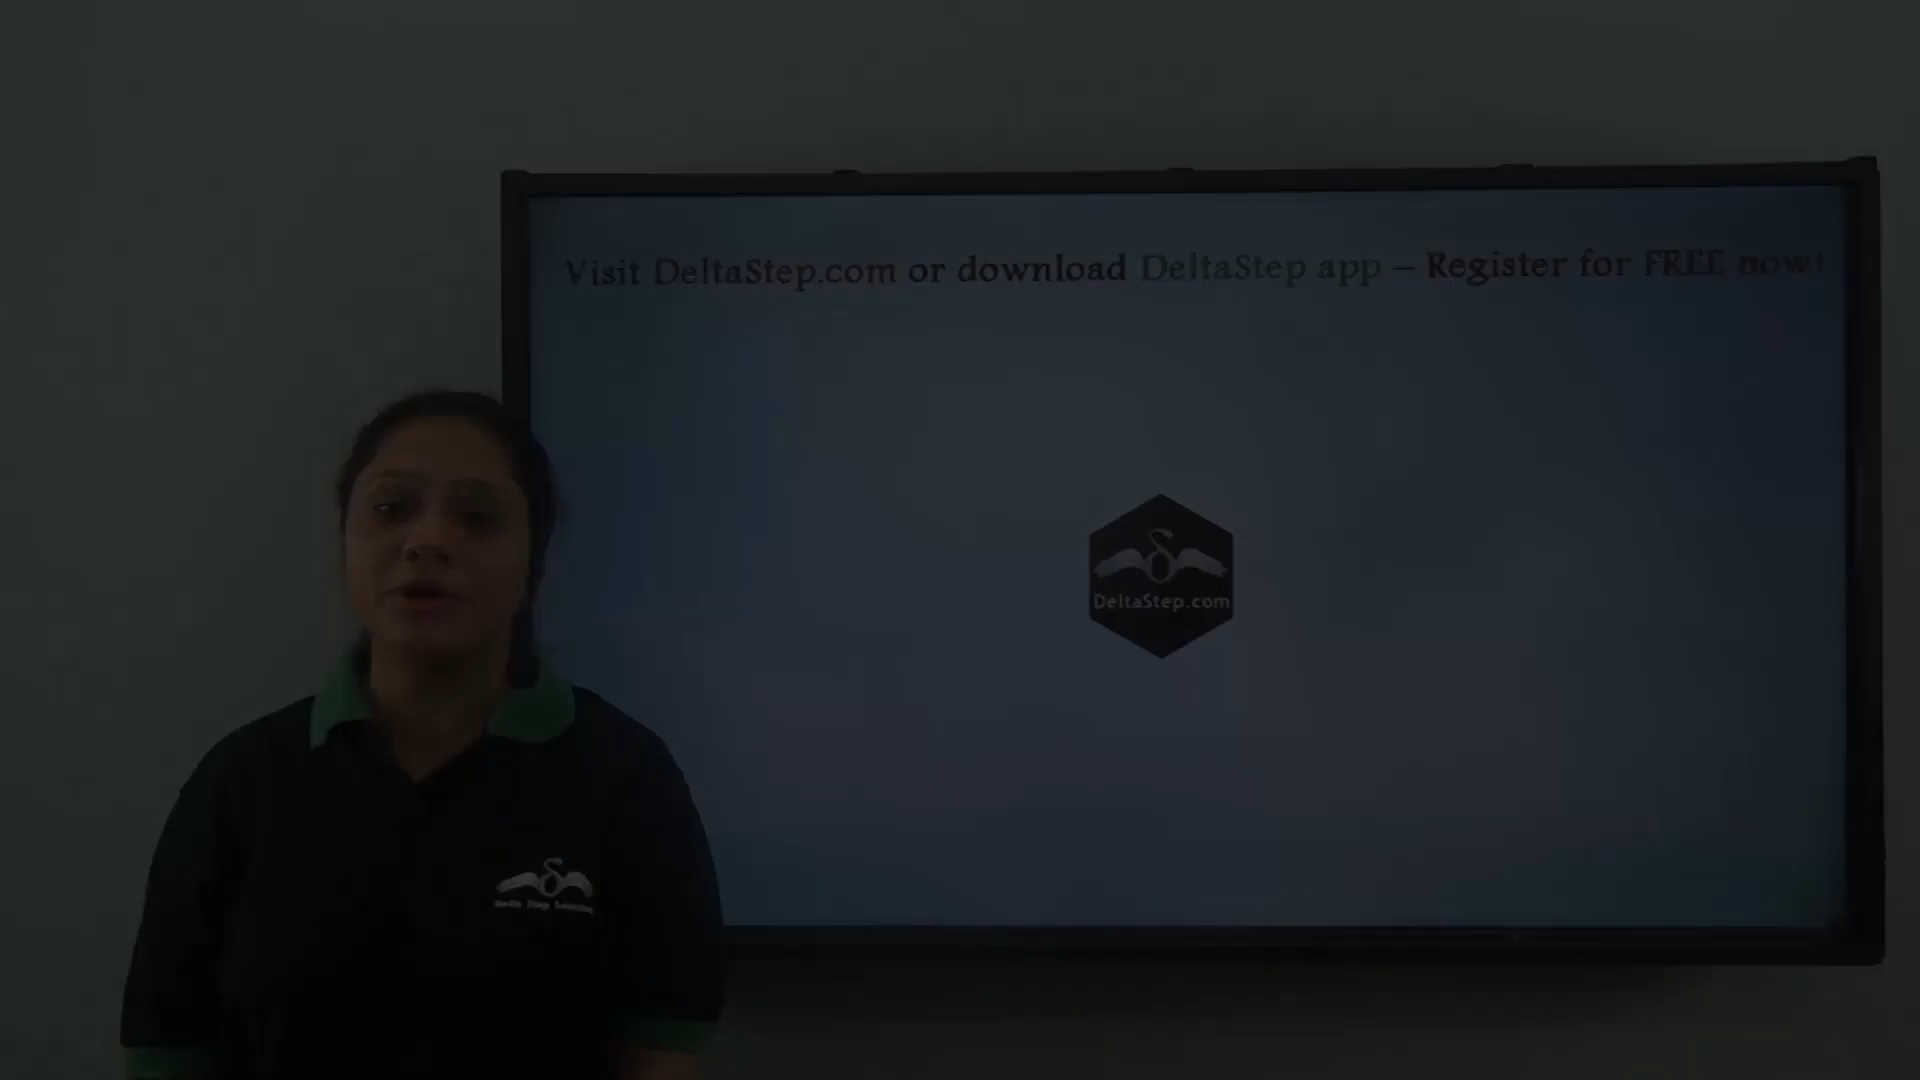 Visit DeltaStep.com or download DeltaStep app – Register for FREE now!
DeltaStep.com